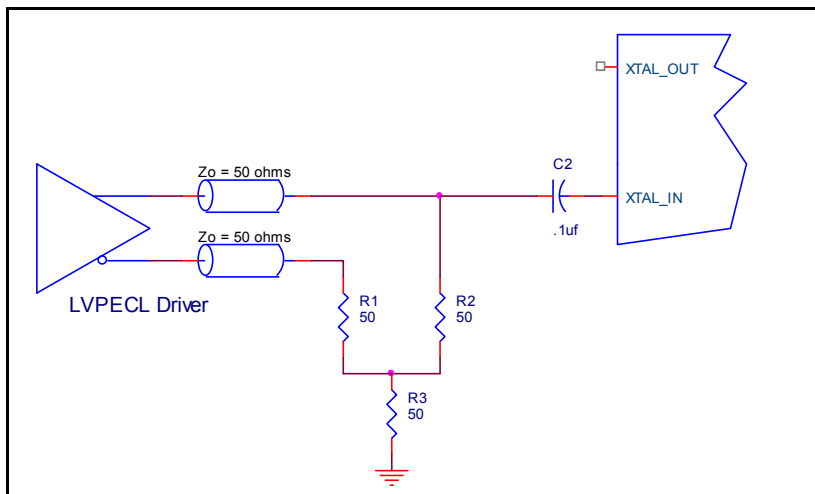 XTAL_OUT
Zo = 50 ohms
C2
XTAL_IN
.1uf
Zo = 50 ohms
LVPECL Driver
R1
50
R2
50
R3
50